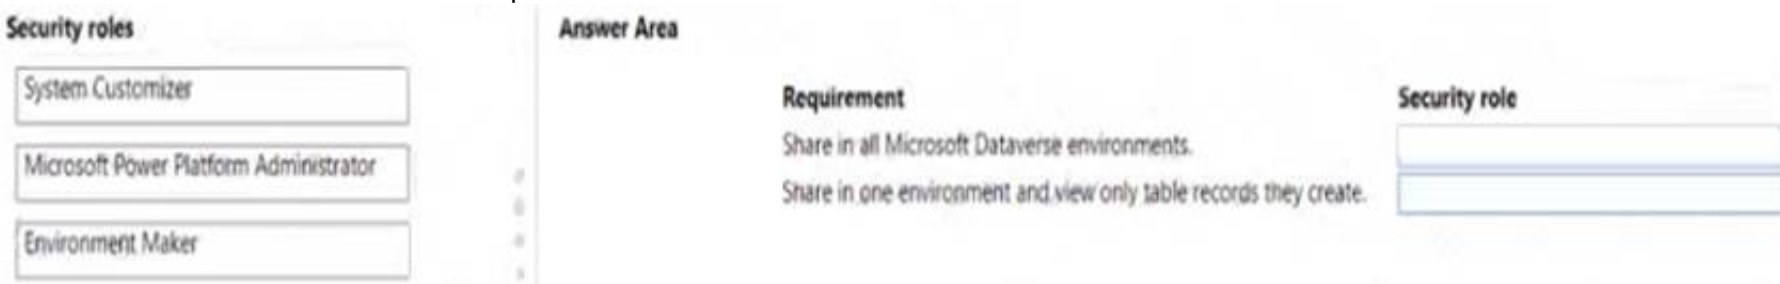 Security roles
Answer Area
System Customizer
Microsoft Power Platform Administrator
Environment Maker
Requirement
Security role
Share in all Microsoft Dataverse environments.
Share in one environment and view only table records they create.